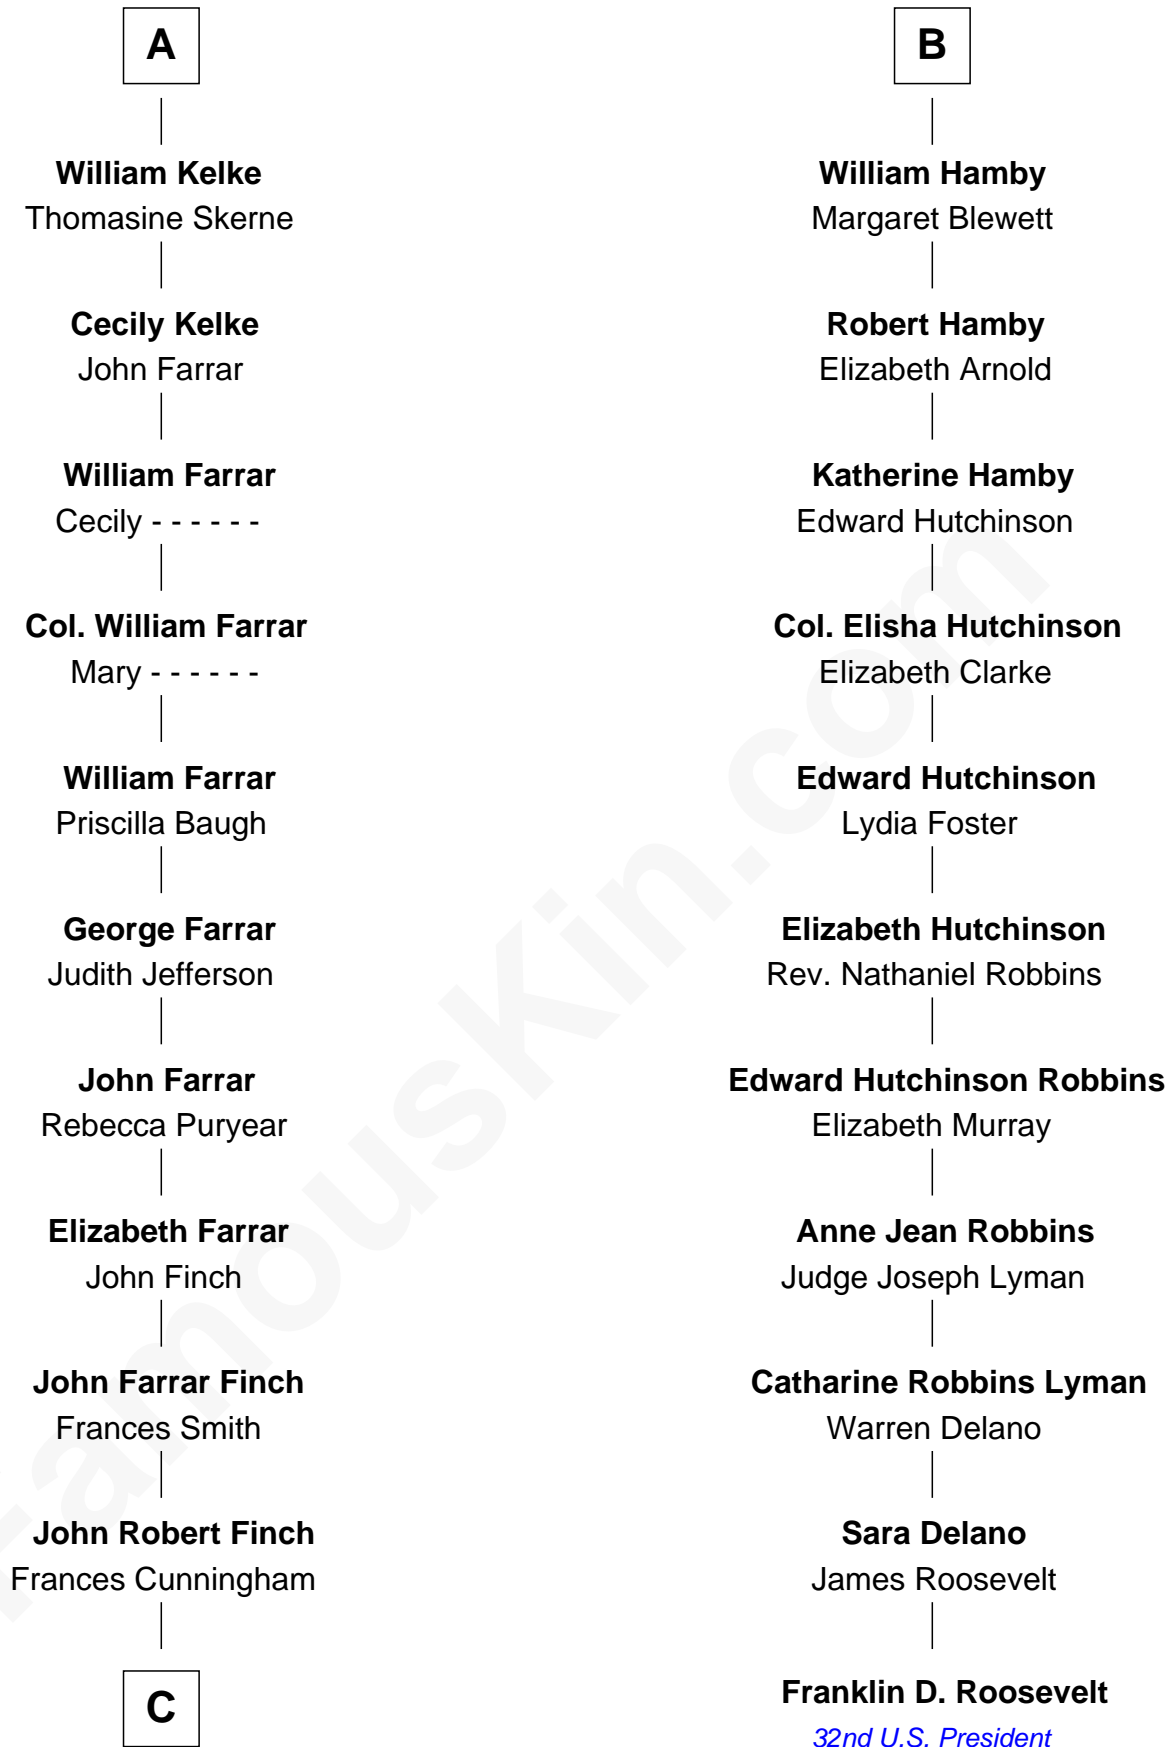 A
William Kelke
Thomasine Skerne
Cecily Kelke
John Farrar
William Farrar
Cecily - - - - - -
Col. William Farrar
Mary - - - - - -
William Farrar
Priscilla Baugh
George Farrar
Judith Jefferson
John Farrar
Rebecca Puryear
Elizabeth Farrar
John Finch
John Farrar Finch
Frances Smith
John Robert Finch
Frances Cunningham
C
B
William Hamby
Margaret Blewett
Robert Hamby
Elizabeth Arnold
Katherine Hamby
Edward Hutchinson
Col. Elisha Hutchinson
Elizabeth Clarke
Edward Hutchinson
Lydia Foster
Elizabeth Hutchinson
Rev. Nathaniel Robbins
Edward Hutchinson Robbins
Elizabeth Murray
Anne Jean Robbins
Judge Joseph Lyman
Catharine Robbins Lyman
Warren Delano
Sara Delano
James Roosevelt
Franklin D. Roosevelt
32nd U.S. President
FamousKin.com